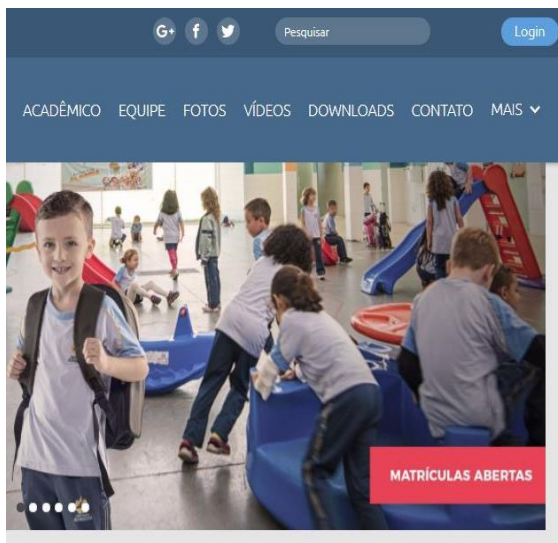 G+ f Pesquisar Login
ACADÊMICO EQUIPE FOTOS VÍDEOS DOWNLOADS CONTATO MAIS
MATRÍCULAS ABERTAS